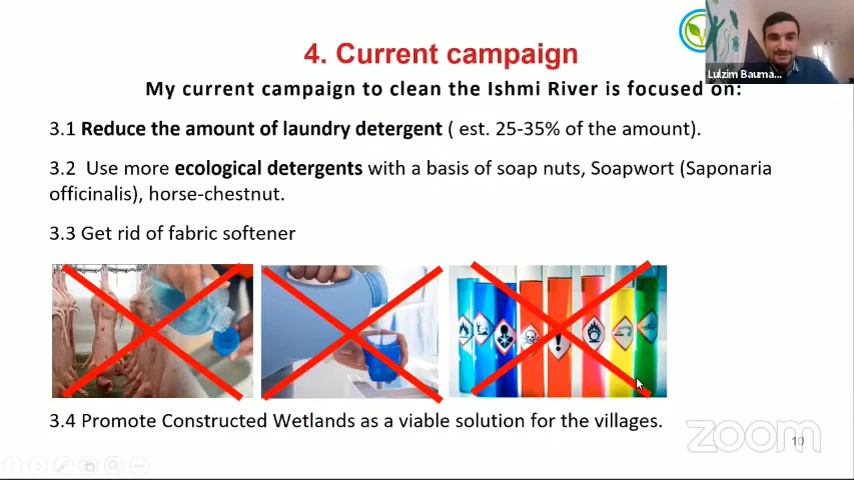 4. Current campaign
Lulzim Bauma...
My current campaign to clean the Ishmi River is focused on:
3.1 Reduce the amount of laundry detergent ( est. 25-35% of the amount).
3.2 Use more ecological detergents with a basis of soap nuts, Soapwort (Saponaria
officinalis), horse-chestnut.
3.3 Get rid of fabric softener
3.4 Promote Constructed Wetlands as a viable solution for the villages.
zoom
10